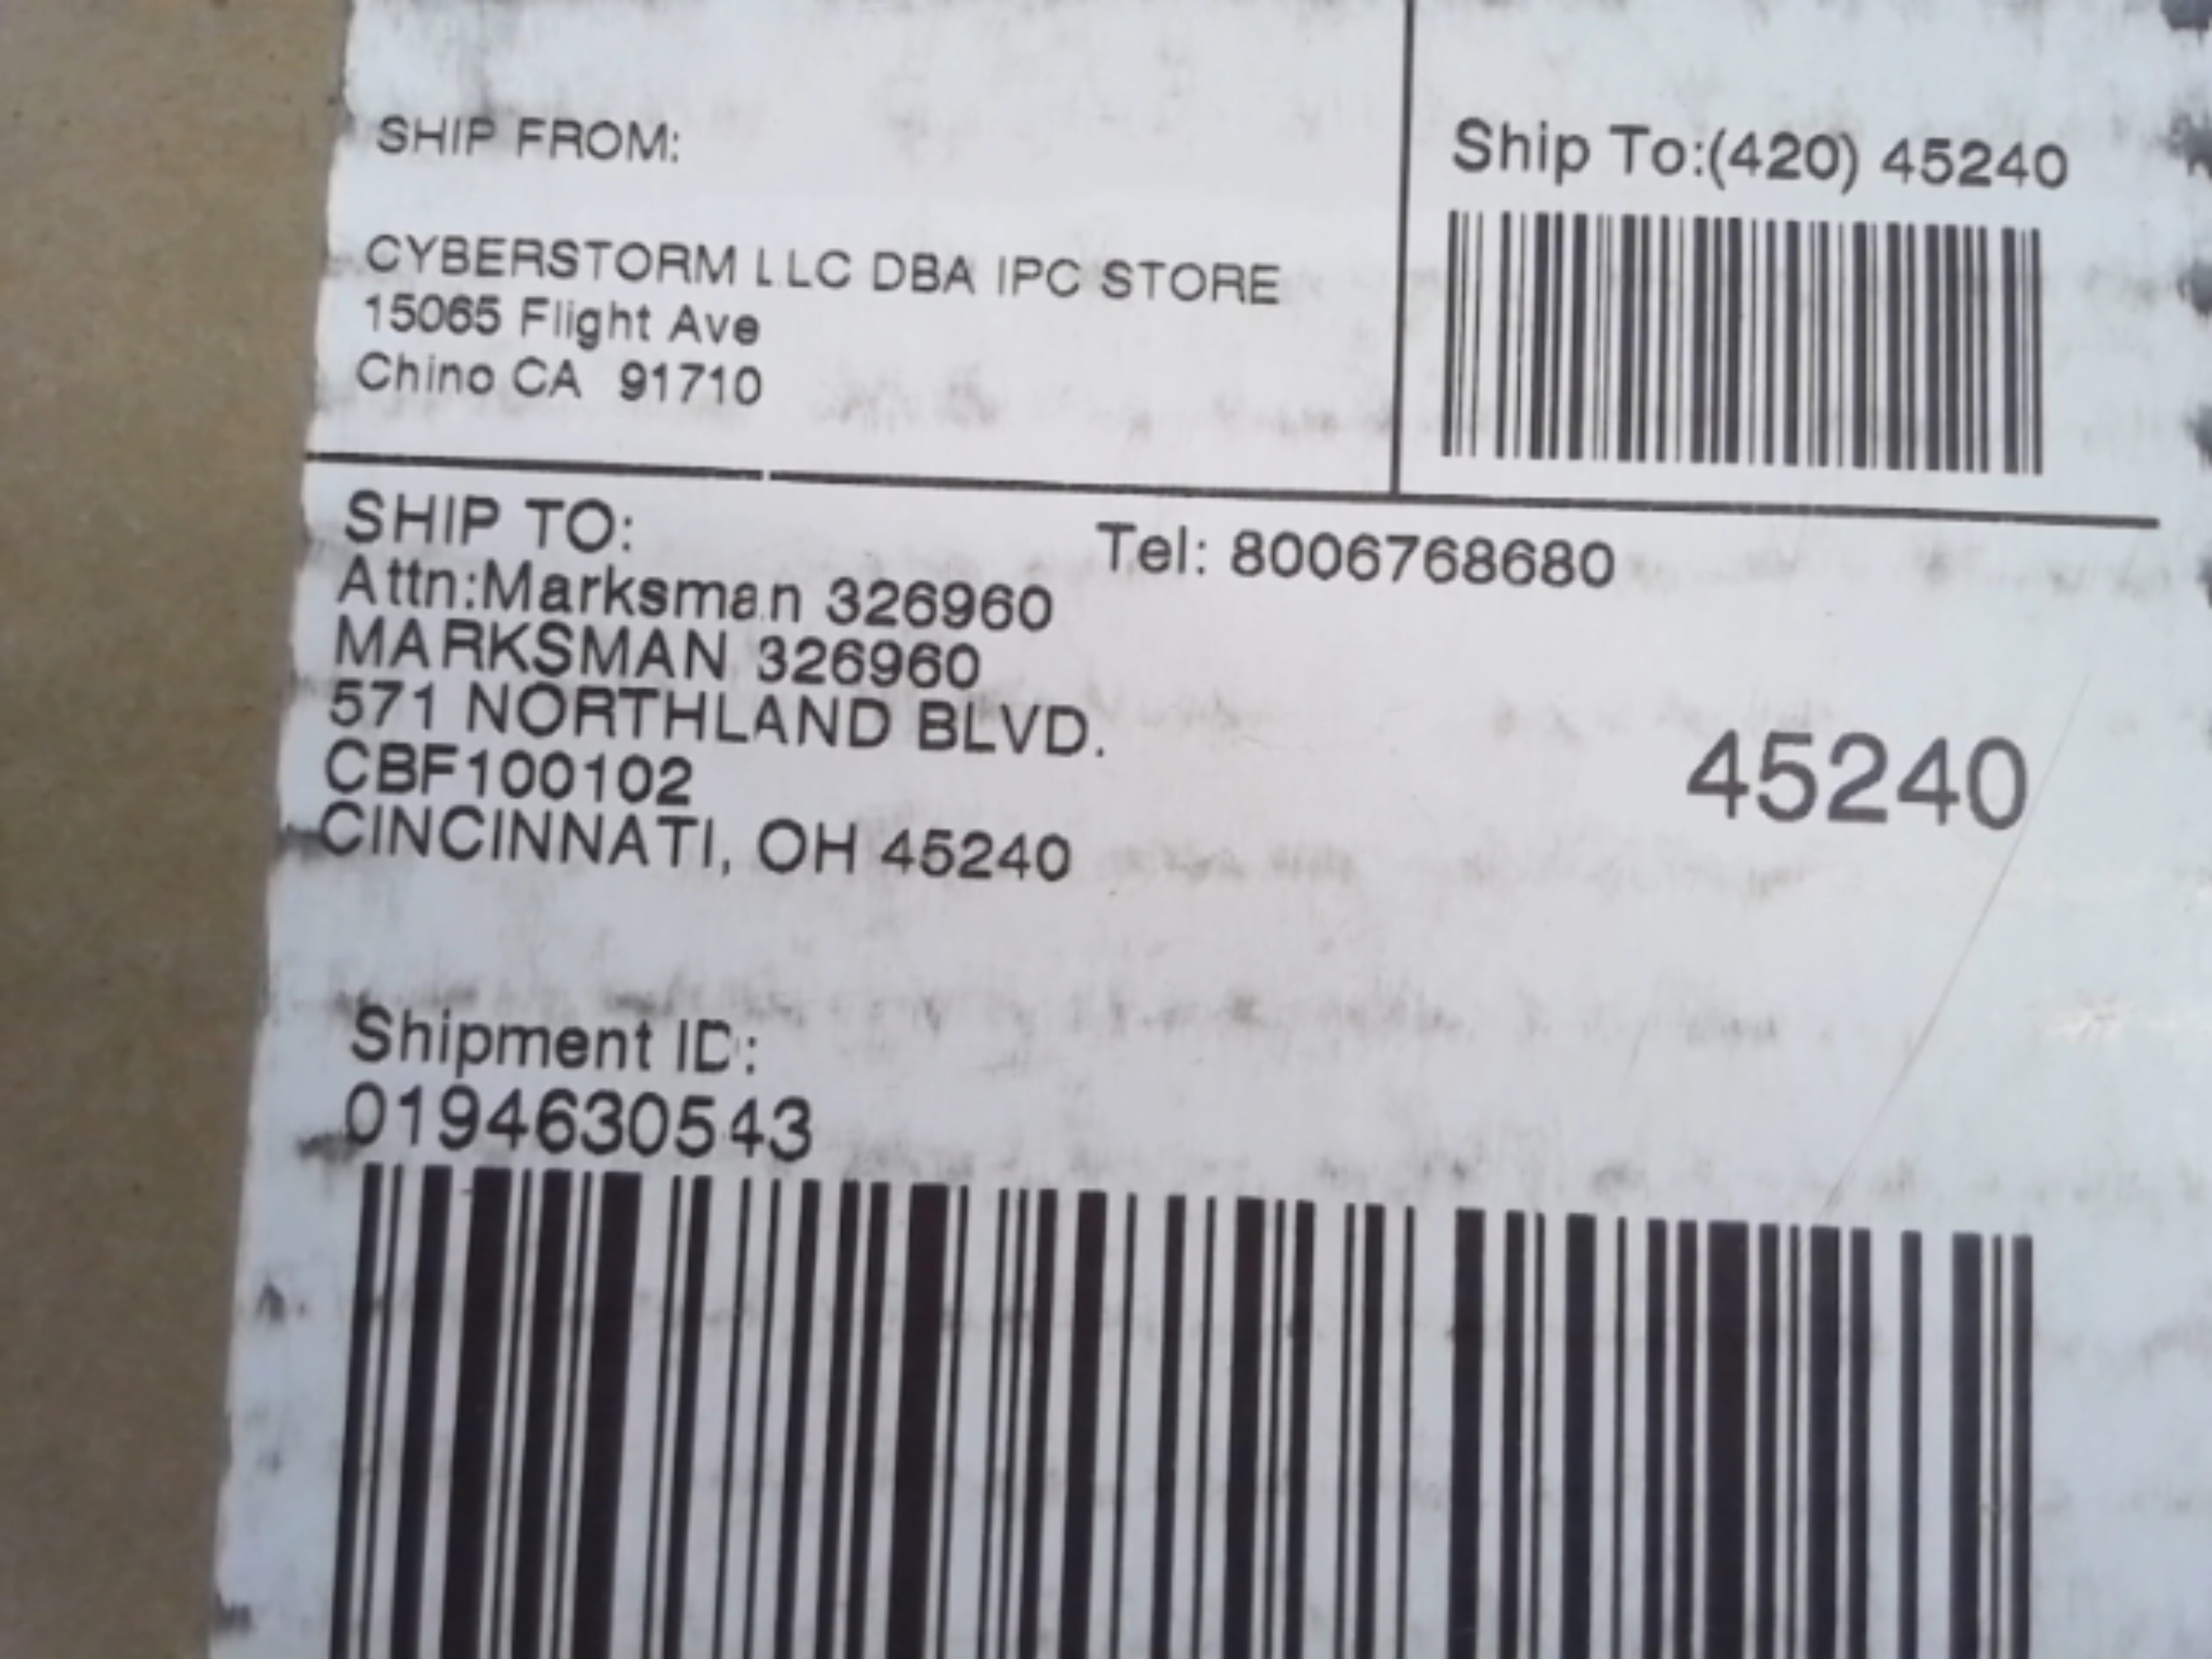 SHIP FROM:
CYBERSTORM LLC DBA IPC STORE
15065 Flight Ave
Chino CA 91710
Ship To:(420) 45240
SHIP TO:
Tel: 8006768680
Attn:Marksman 326960
MARKSMAN 326960
571 NORTHLAND BLVD.
CBF100102
CINCINNATI, OH 45240
45240
Shipment ID:
0194630543